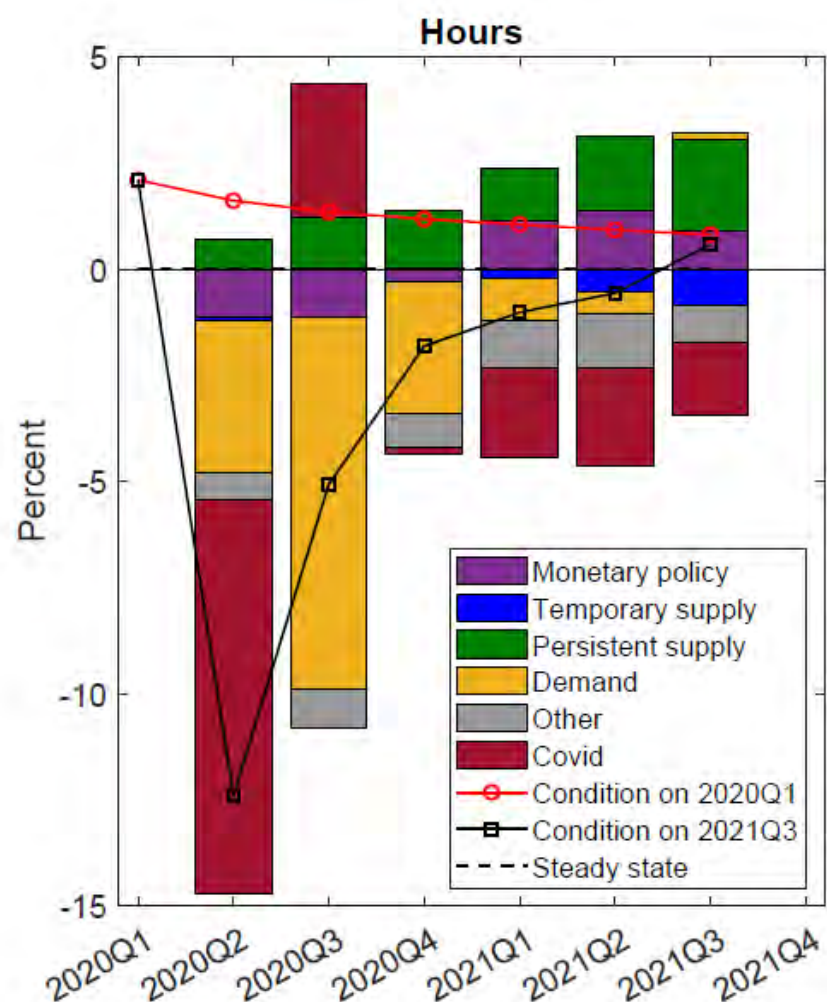 Hours
5
0
-5
-10
-15
Percent
Monetary policy
Temporary supply
Persistent supply
Demand
Other
Covid
Condition on 2020Q1
Condition on 2021Q3
Steady state
2020Q1
2020Q2
2020Q3
2020Q4
2021Q1
2021Q2
2021Q3
2021Q4